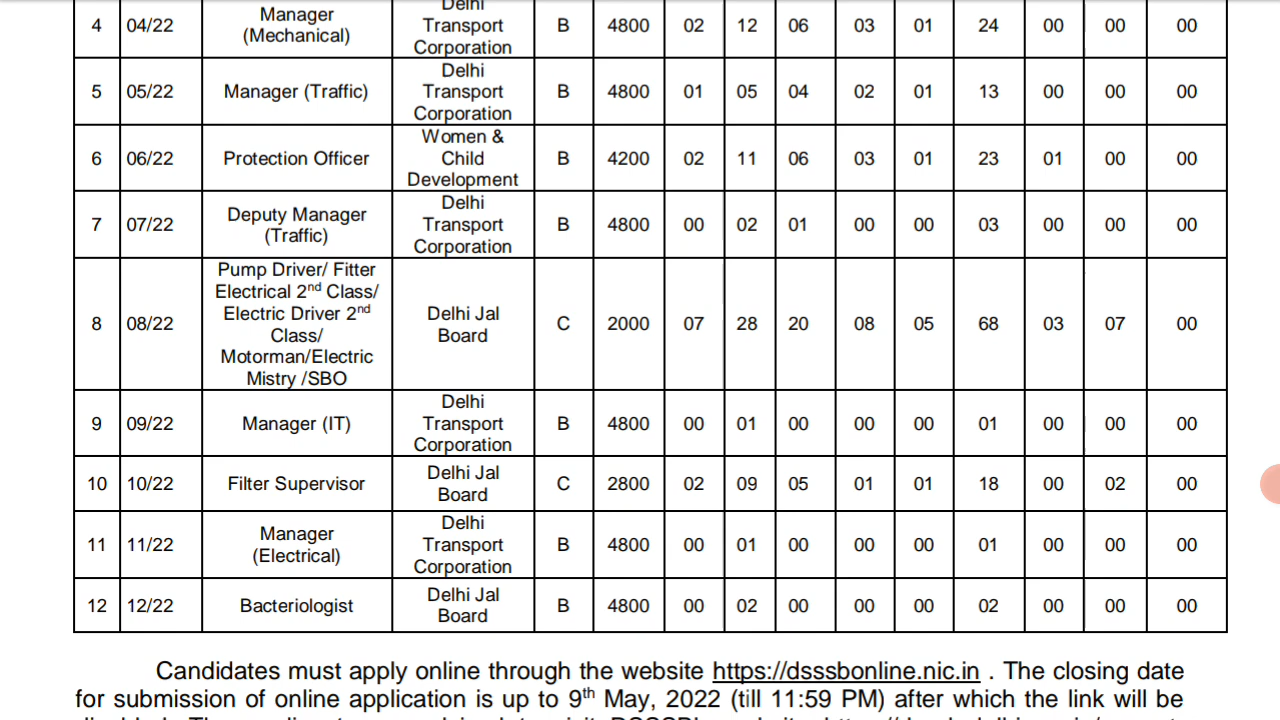 4 04/22 Manager (Mechanical) Delhi Transport Corporation B 4800 02 12 06 03 01 24 00 00 00
5 05/22 Manager (Traffic) Delhi Transport Corporation B 4800 01 05 04 02 01 13 00 00 00
6 06/22 Protection Officer Women & Child Development B 4200 02 11 06 03 01 23 01 00 00
7 07/22 Deputy Manager (Traffic) Delhi Transport Corporation B 4800 00 02 01 00 00 03 00 00 00
8 08/22 Pump Driver/ Fitter Electrical 2nd Class/ Electric Driver 2nd Class/ Motorman/Electric Mistry /SBO Delhi Jal Board C 2000 07 28 20 08 05 68 03 07 00
9 09/22 Manager (IT) Delhi Transport Corporation B 4800 00 01 00 00 00 01 00 00 00
10 10/22 Filter Supervisor Delhi Jal Board C 2800 02 09 05 01 01 18 00 02 00
11 11/22 Manager (Electrical) Delhi Transport Corporation B 4800 00 01 00 00 00 01 00 00 00
12 12/22 Bacteriologist Delhi Jal Board B 4800 00 02 00 00 00 02 00 00 00
Candidates must apply online through the website https://dsssbonline.nic.in . The closing date
for submission of online application is up to 9th May, 2022 (till 11:59 PM) after which the link will be